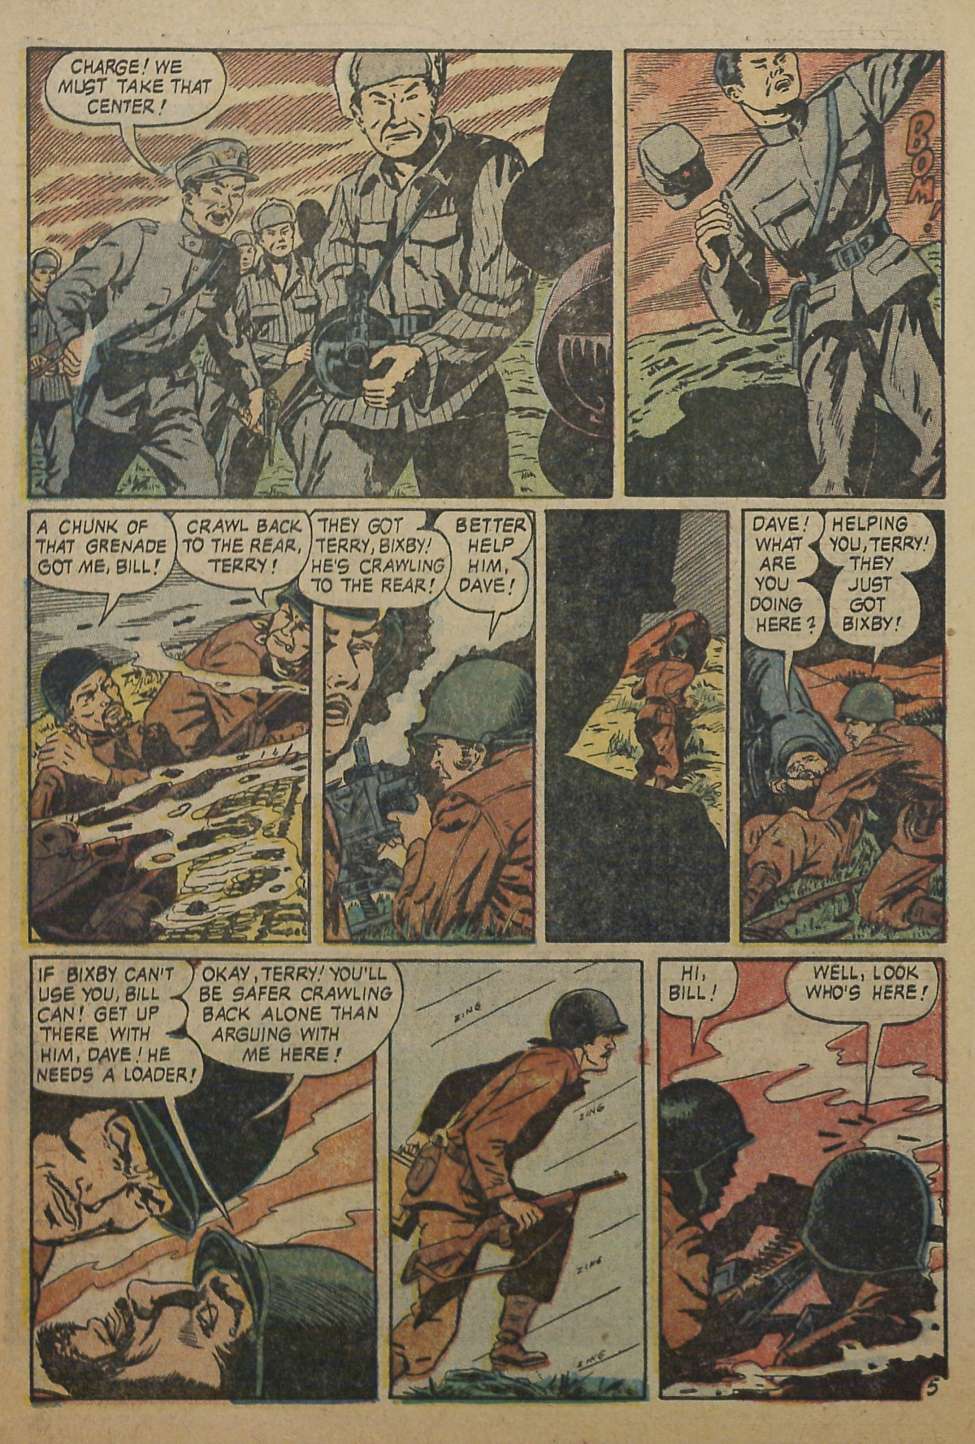 CHARGE! WE
MUST TAKE THAT
CENTER!
BOM!
A CHUNK OF
THAT GRENADE
GOT ME, BILL!
CRAWL BACK
TO THE REAR,
TERRY!
THEY GOT
TERRY, BIXBY!
HE'S CRAWLING
TO THE REAR!
BETTER
HELP
HIM,
DAVE!
DAVE!
WHAT
ARE
YOU
DOING
HERE?
HELPING
YOU, TERRY!
THEY
JUST
GOT
BIXBY!
IF BIXBY CAN'T
USE YOU, BILL
CAN! GET UP
THERE WITH
HIM, DAVE! HE
NEEDS A LOADER!
OKAY, TERRY! YOU'LL
BE SAFER CRAWLING
BACK ALONE THAN
ARGUING WITH
ME HERE!
ZING
ZING
ZING
ZING
HI,
BILL!
WELL, LOOK
WHO'S HERE!
5